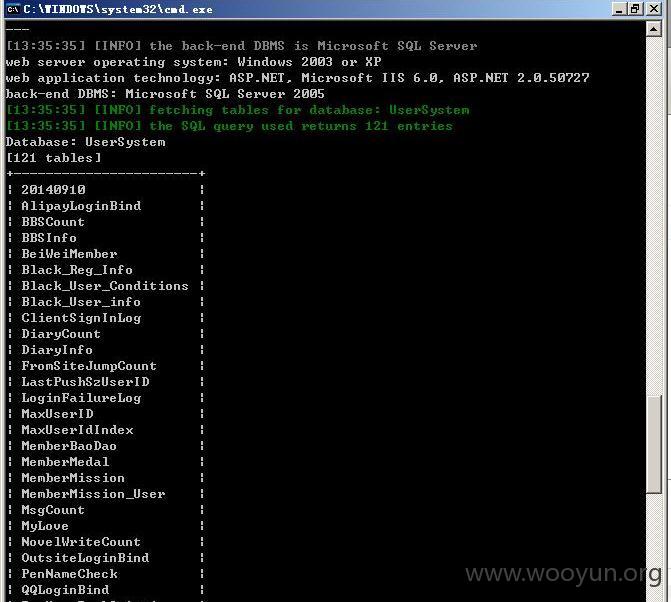 C:\WINDOWS\system32\cmd.exe
---
[13:35:35] [INFO] the back-end DBMS is Microsoft SQL Server
web server operating system: Windows 2003 or XP
web application technology: ASP.NET, Microsoft IIS 6.0, ASP.NET 2.0.50727
back-end DBMS: Microsoft SQL Server 2005
[13:35:35] [INFO] fetching tables for database: UserSystem
[13:35:35] [INFO] the SQL query used returns 121 entries
Database: UserSystem
[121 tables]
+-----------------------+
| 20140910 |
| AlipayLoginBind |
| BBSCount |
| BBSInfo |
| BeiWeiMember |
| Black_Reg_Info |
| Black_User_Conditions |
| Black_User_info |
| ClientSignInLog |
| DiaryCount |
| DiaryInfo |
| FromSiteJumpCount |
| LastPushSzUserID |
| LoginFailureLog |
| MaxUserID |
| MaxUserIdIndex |
| MemberBaoDao |
| MemberMedal |
| MemberMission |
| MemberMission_User |
| MsgCount |
| MyLove |
| NovelWriteCount |
| OutsiteLoginBind |
| PenNameCheck |
| QQLoginBind |
www.wooyun.org